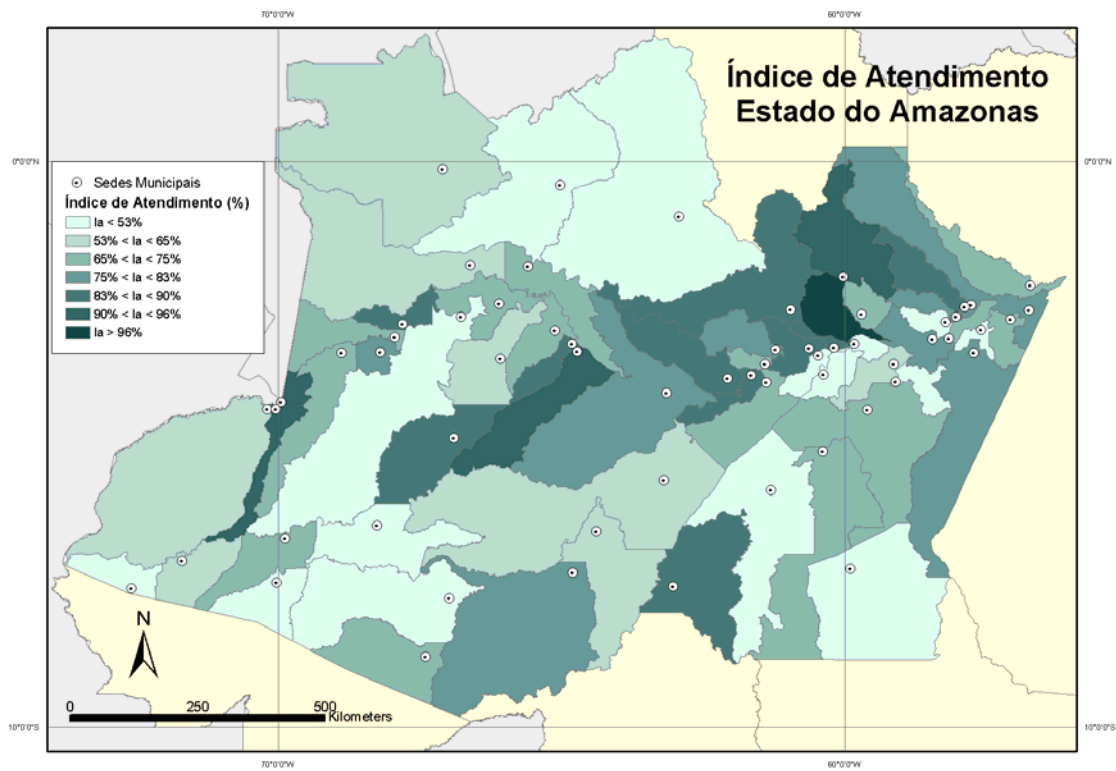 70°0'0"W 60°0'0"W
Índice de Atendimento
Estado do Amazonas
0°0'0"N 0°0'0"N
Sedes Municipais
Índice de Atendimento (%)
Ia < 53%
53% < Ia < 65%
65% < Ia < 75%
75% < Ia < 83%
83% < Ia < 90%
90% < Ia < 96%
Ia > 96%
N
0 250 500
Kilometers
10°0'0"S 10°0'0"S
70°0'0"W 60°0'0"W